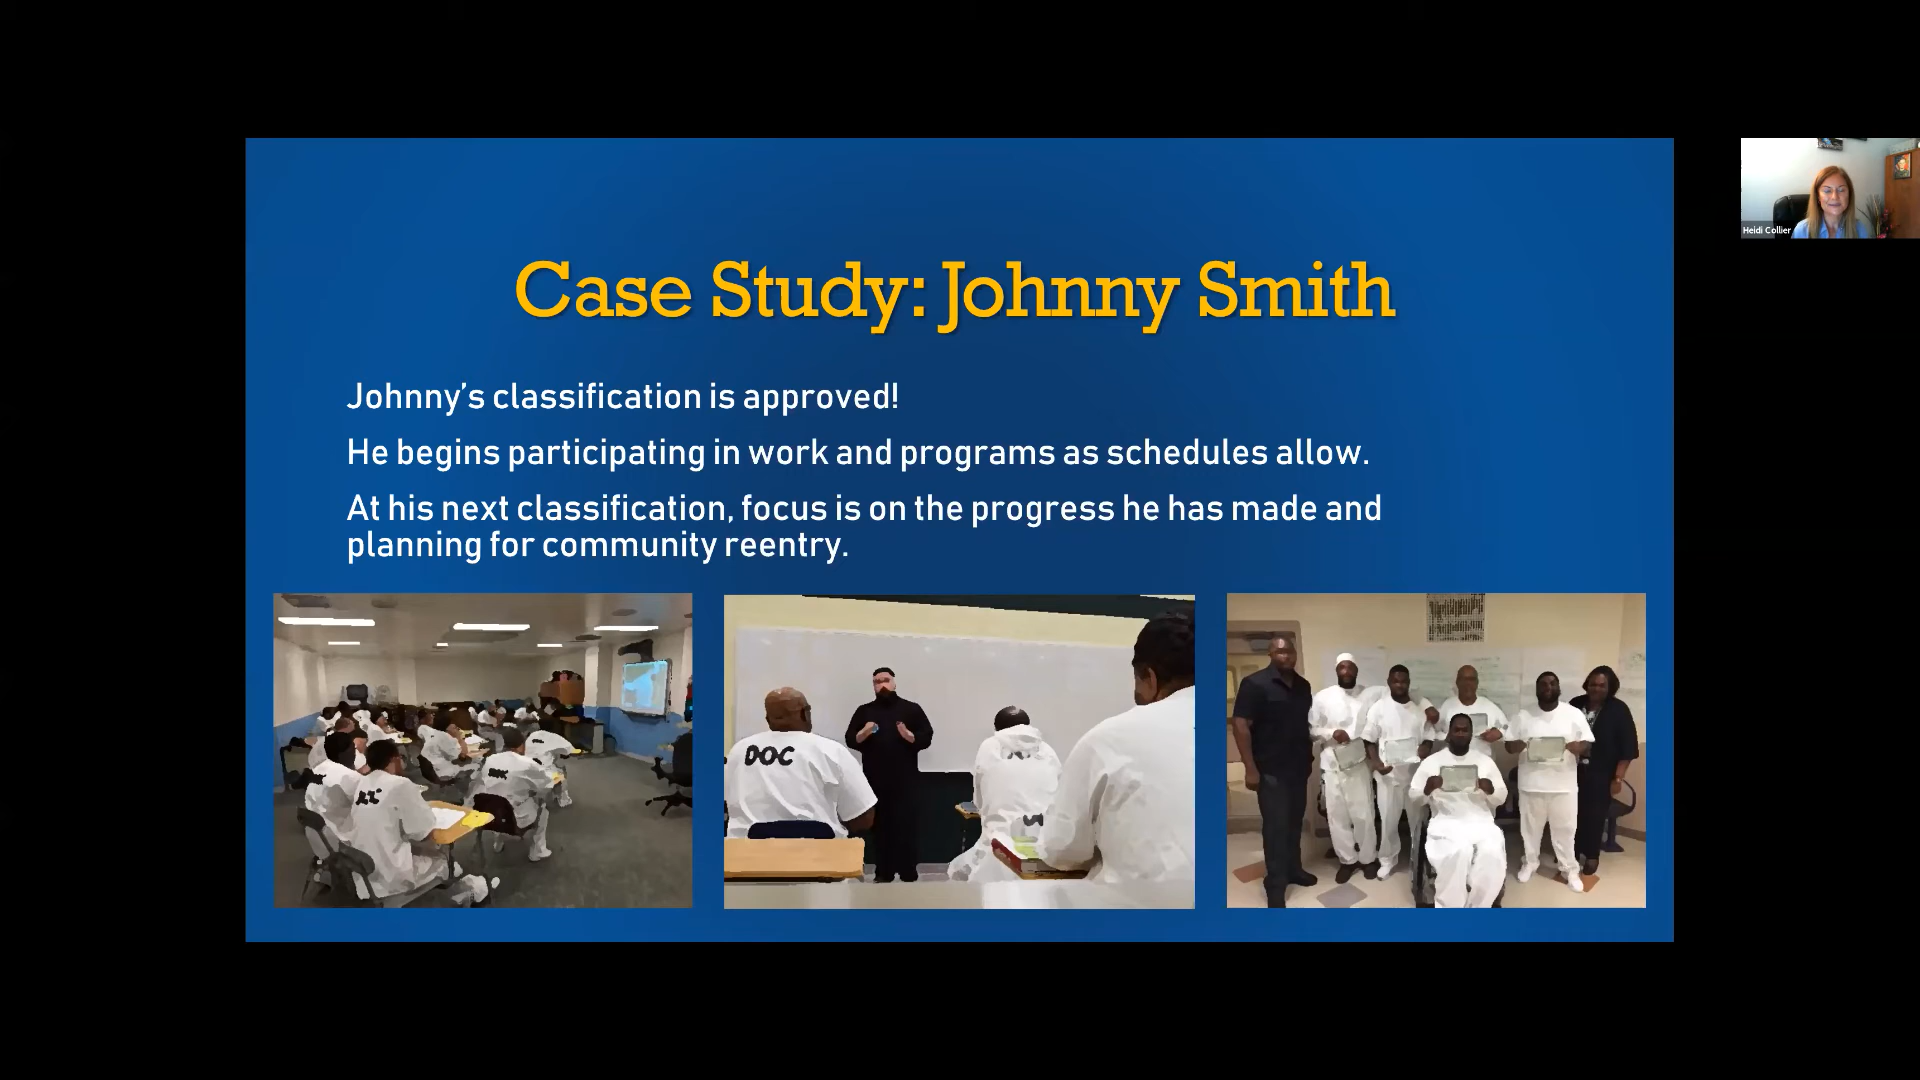 Case Study: Johnny Smith
Johnny's classification is approved!
He begins participating in work and programs as schedules allow.
At his next classification, focus is on the progress he has made and
planning for community reentry.
DOC
Heidi Collier